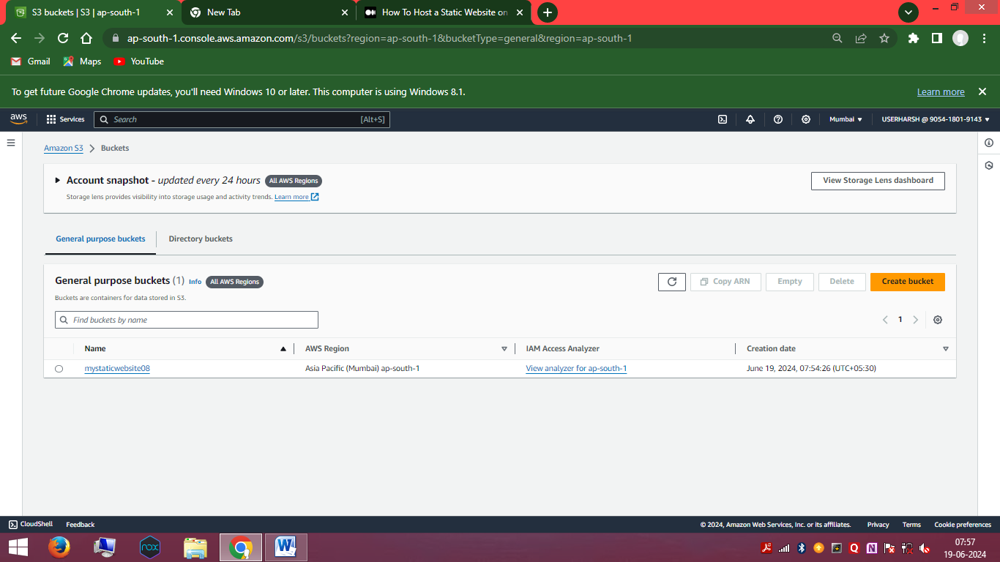 S3 buckets | S3 | ap-south-1
New Tab
How To Host a Static Website on
ap-south-1.console.aws.amazon.com/s3/buckets?region=ap-south-1&bucketType=general&region=ap-south-1
Gmail Maps YouTube
To get future Google Chrome updates, you'll need Windows 10 or later. This computer is using Windows 8.1. Learn more
aws Services Search [Alt+S] Mumbai USERHARSH @ 9054-1801-9143
Amazon S3 Buckets
Account snapshot - updated every 24 hours All AWS Regions View Storage Lens dashboard
Storage lens provides visibility into storage usage and activity trends. Learn more
General purpose buckets Directory buckets
General purpose buckets (1) Info All AWS Regions Copy ARN Empty Delete Create bucket
Buckets are containers for data stored in S3.
Find buckets by name 1
Name AWS Region IAM Access Analyzer Creation date
mystaticwebsite08 Asia Pacific (Mumbai) ap-south-1 View analyzer for ap-south-1 June 19, 2024, 07:54:26 (UTC+05:30)
CloudShell Feedback © 2024, Amazon Web Services, Inc. or its affiliates. Privacy Terms Cookie preferences
nox W Q N 07:57
19-06-2024